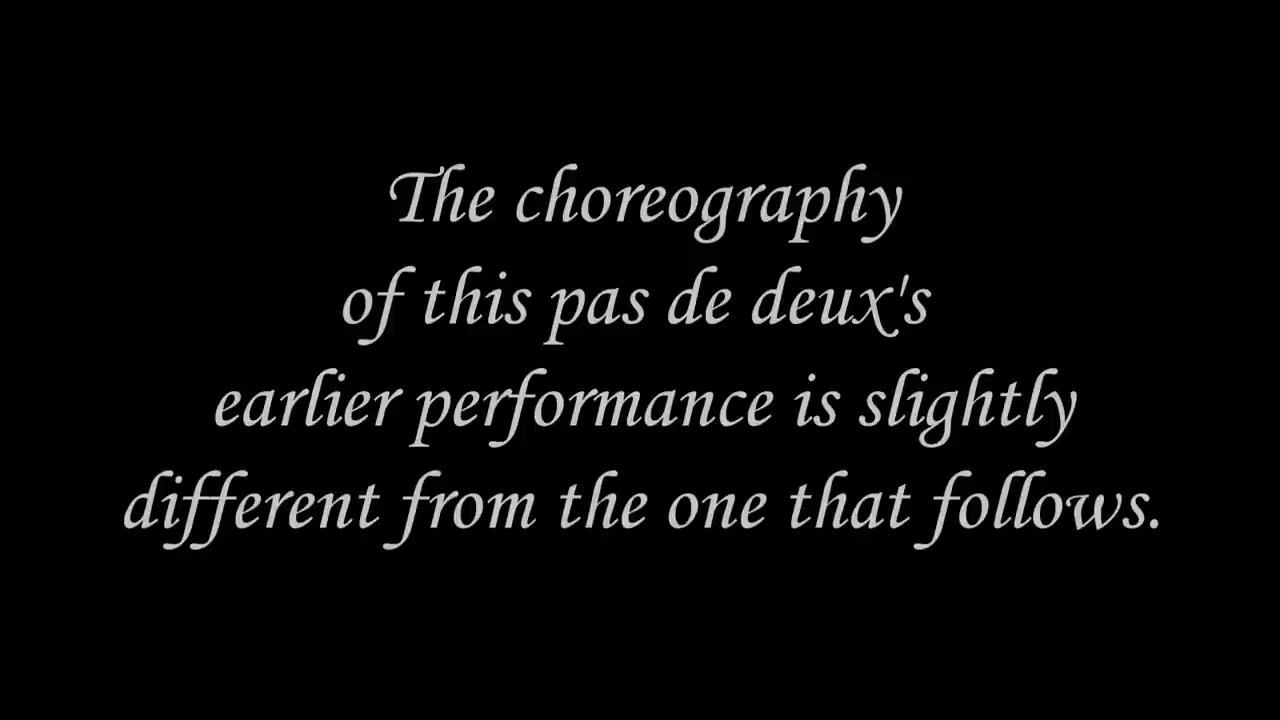 The choreography
of this pas de deux's
earlier performance is slightly
different from the one that follows.